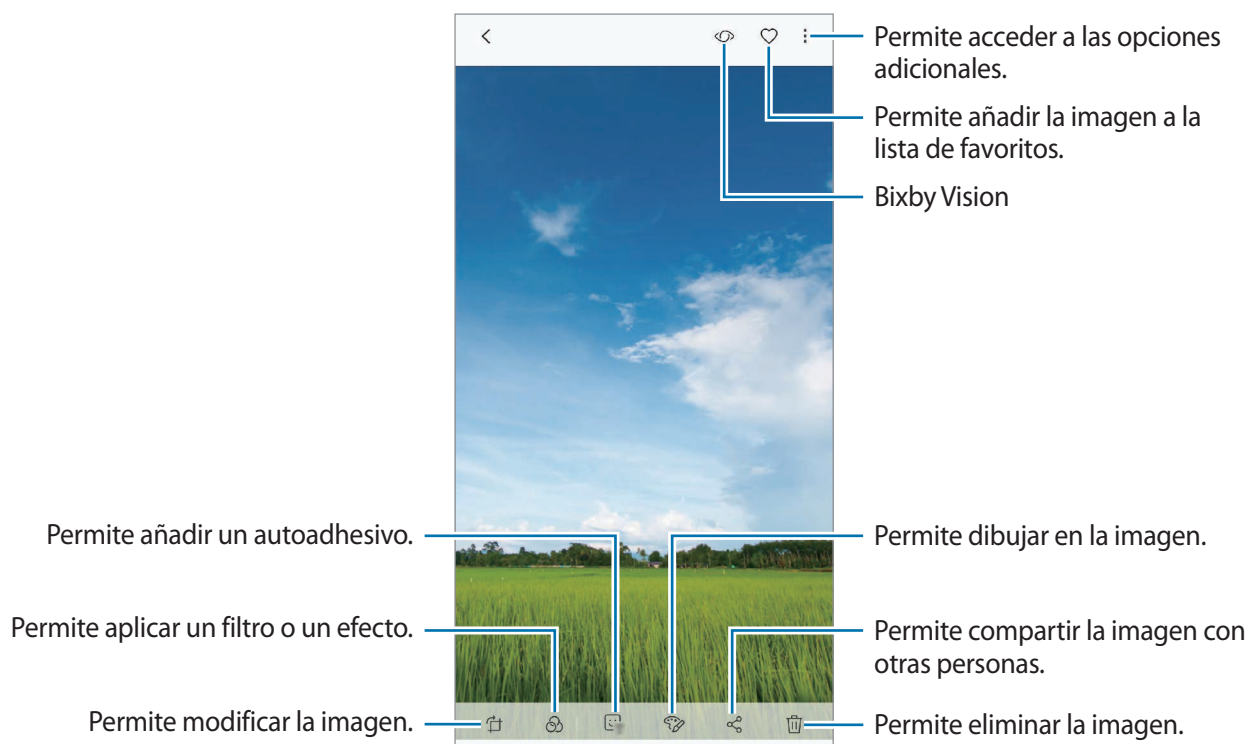 Permite acceder a las opciones
adicionales.
Permite añadir la imagen a la
lista de favoritos.
Bixby Vision
Permite añadir un autoadhesivo.
Permite dibujar en la imagen.
Permite aplicar un filtro o un efecto.
Permite compartir la imagen con
otras personas.
Permite modificar la imagen.
Permite eliminar la imagen.